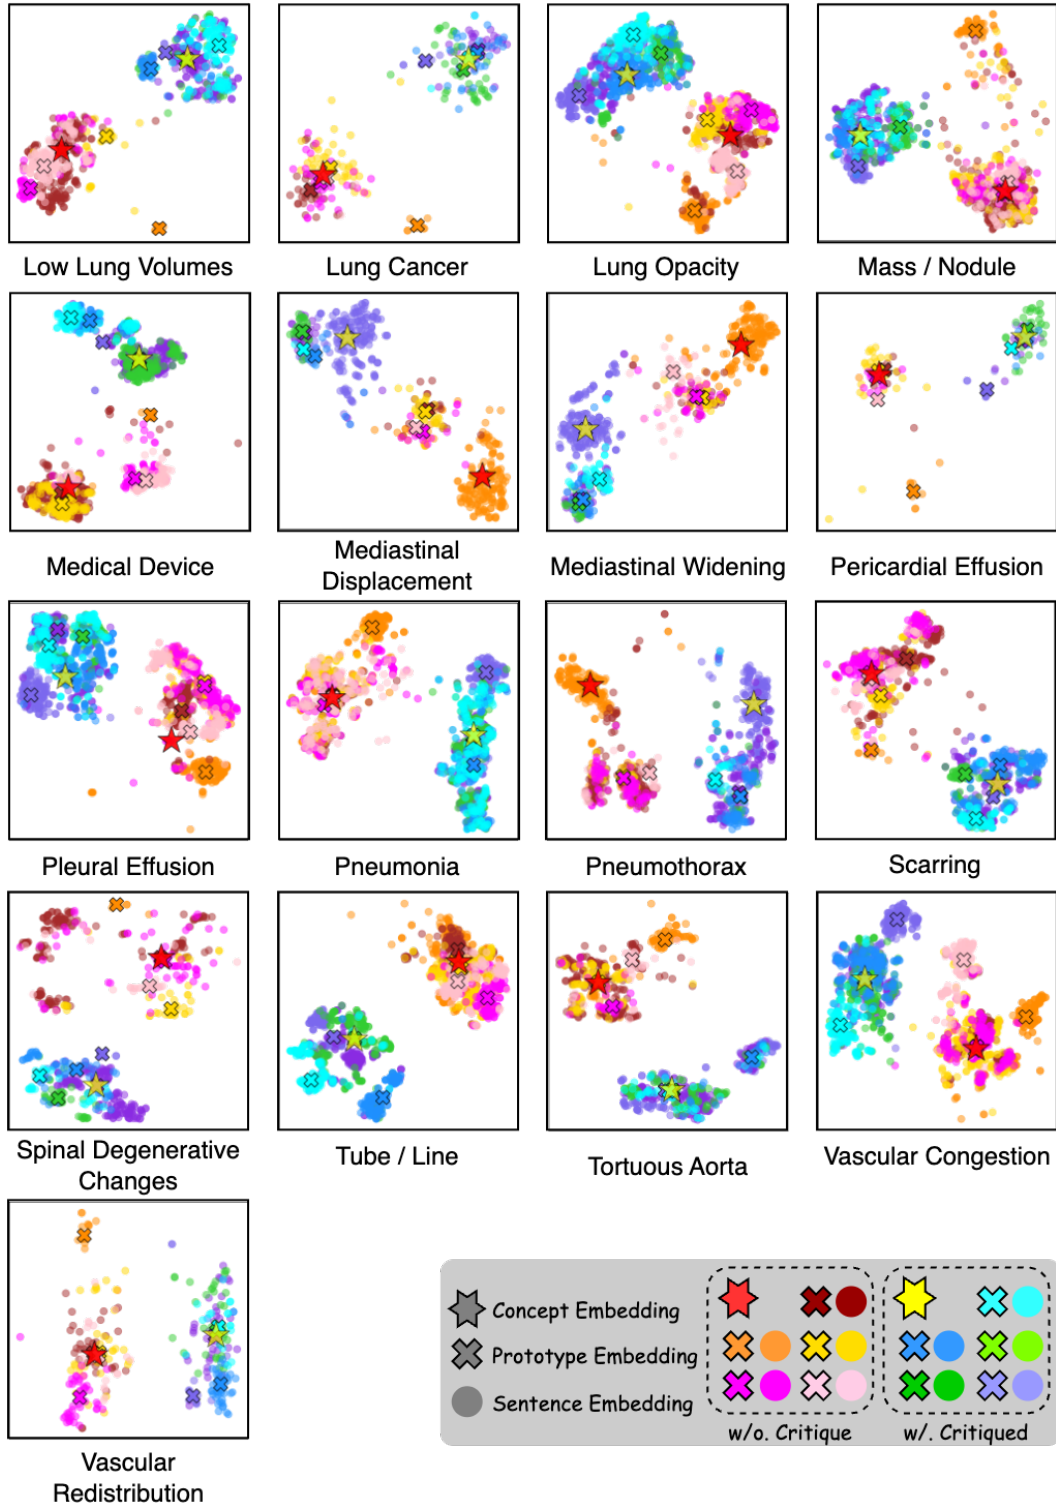 Low Lung Volumes
Lung Cancer
Lung Opacity
Mass / Nodule
Medical Device
Mediastinal
Displacement
Mediastinal Widening
Pericardial Effusion
Pleural Effusion
Pneumonia
Pneumothorax
Scarring
Spinal Degenerative
Changes
Tube / Line
Tortuous Aorta
Vascular Congestion
Vascular
Redistribution
Concept Embedding
Prototype Embedding
Sentence Embedding
w/o. Critique
w/. Critiqued